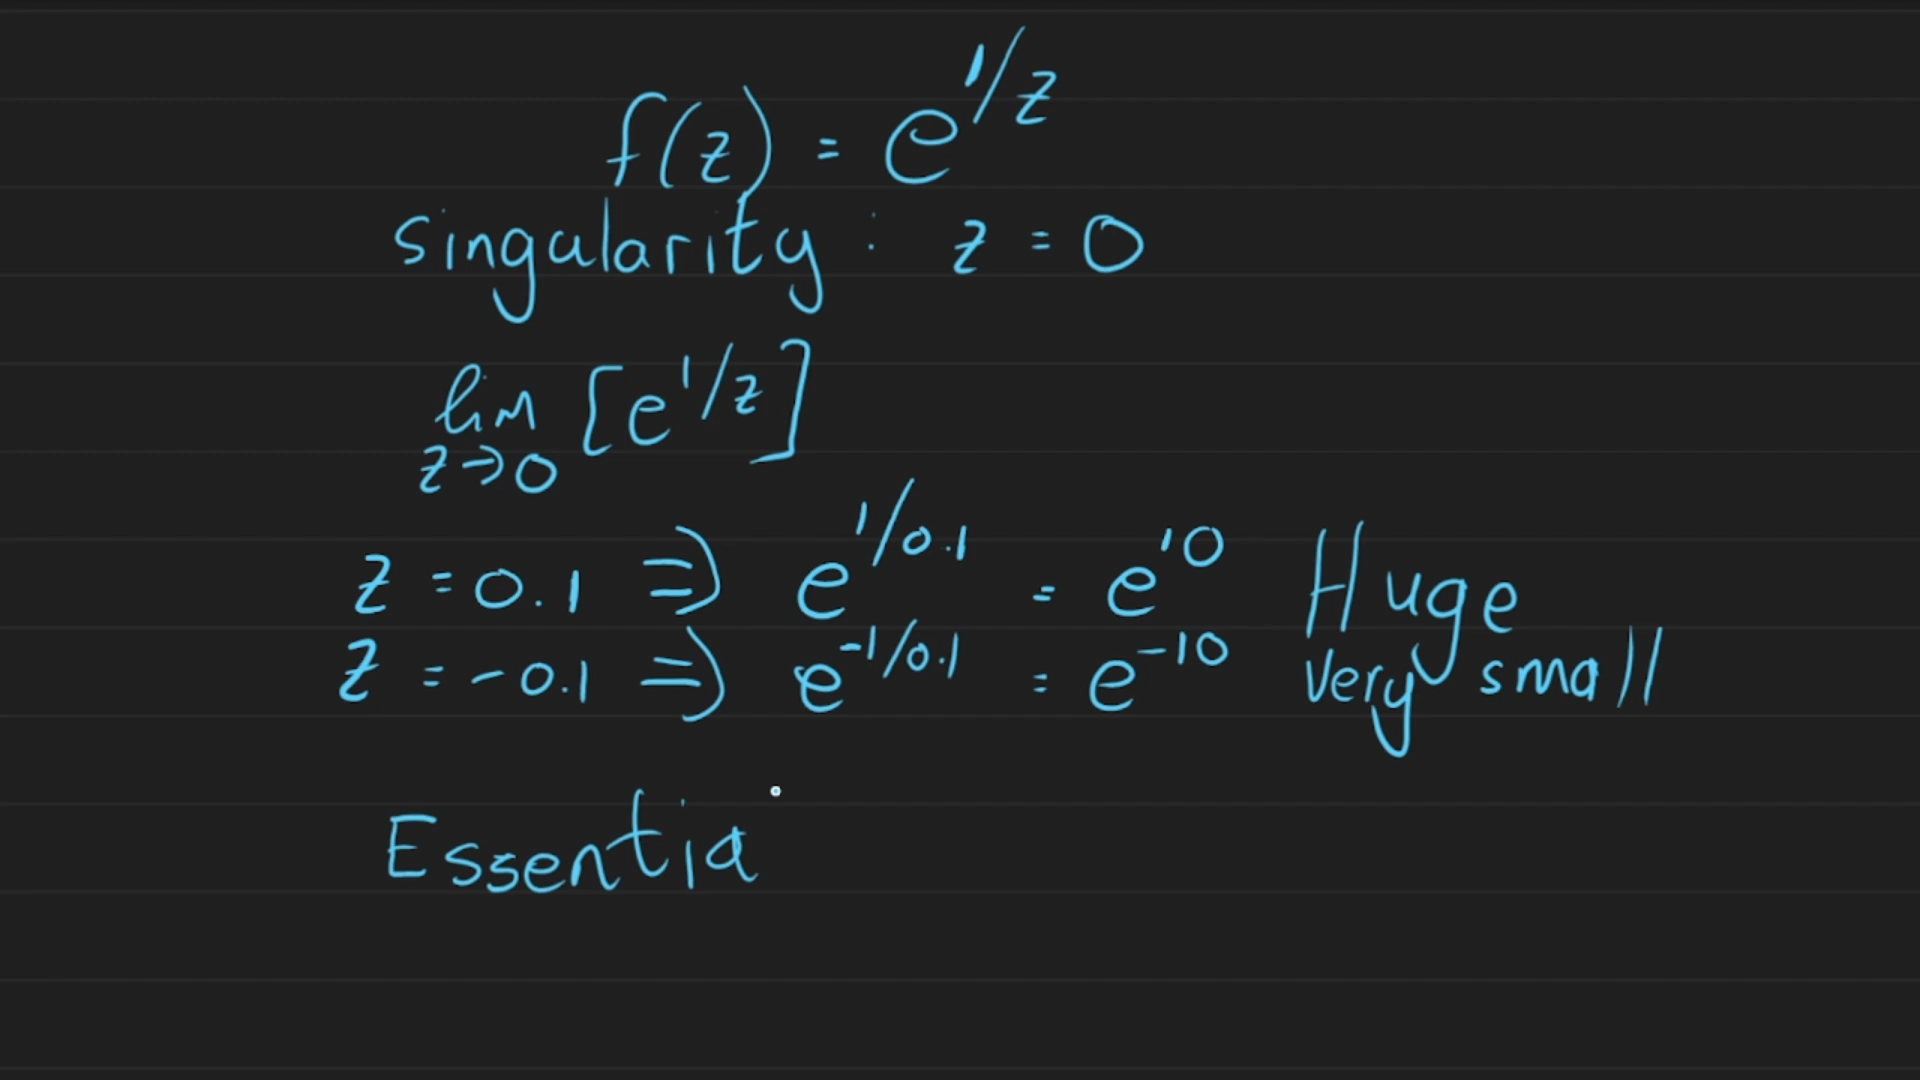 f(z) = e^{1/z}
singularity : z = 0
lim [e^{1/z}]
z→0
z = 0.1 ⇒ e^{1/0.1} = e^{10} Huge
z = -0.1 ⇒ e^{-1/0.1} = e^{-10} Very small
Essentia